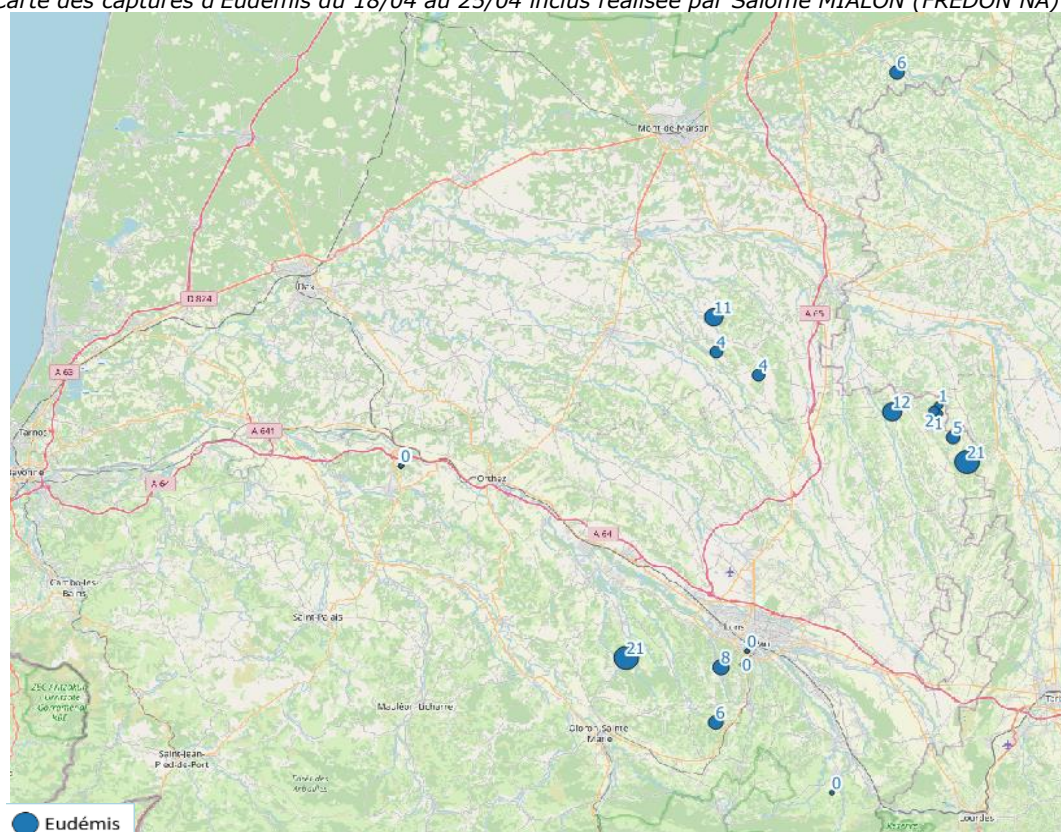 Carte des captures d'Eudémis du 18/04 au 25/04 inclus réalisée par Salomé MIALON (FREDON NA)
6
Mont-de-Marsan
Dax
D 824
11
A 65
4
A 63
4
12
1
21
5
21
Tarnos
A 641
0
A 64
Orthez
A 64
Cambo-les-
Bains
Saint-Palais
Lons
0
21
8
0
Mauléon-Licharre
6
Oloron-Sainte-
Marie
Saint-Jean-
Pied-de-Port
0
Lourdes
Eudémis